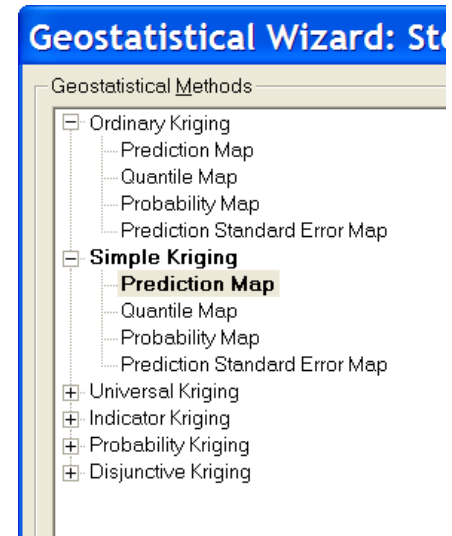 Geostatistical Wizard: Ste
Geostatistical Methods
Ordinary Kriging
Prediction Map
Quantile Map
Probability Map
Prediction Standard Error Map
Simple Kriging
Prediction Map
Quantile Map
Probability Map
Prediction Standard Error Map
Universal Kriging
Indicator Kriging
Probability Kriging
Disjunctive Kriging